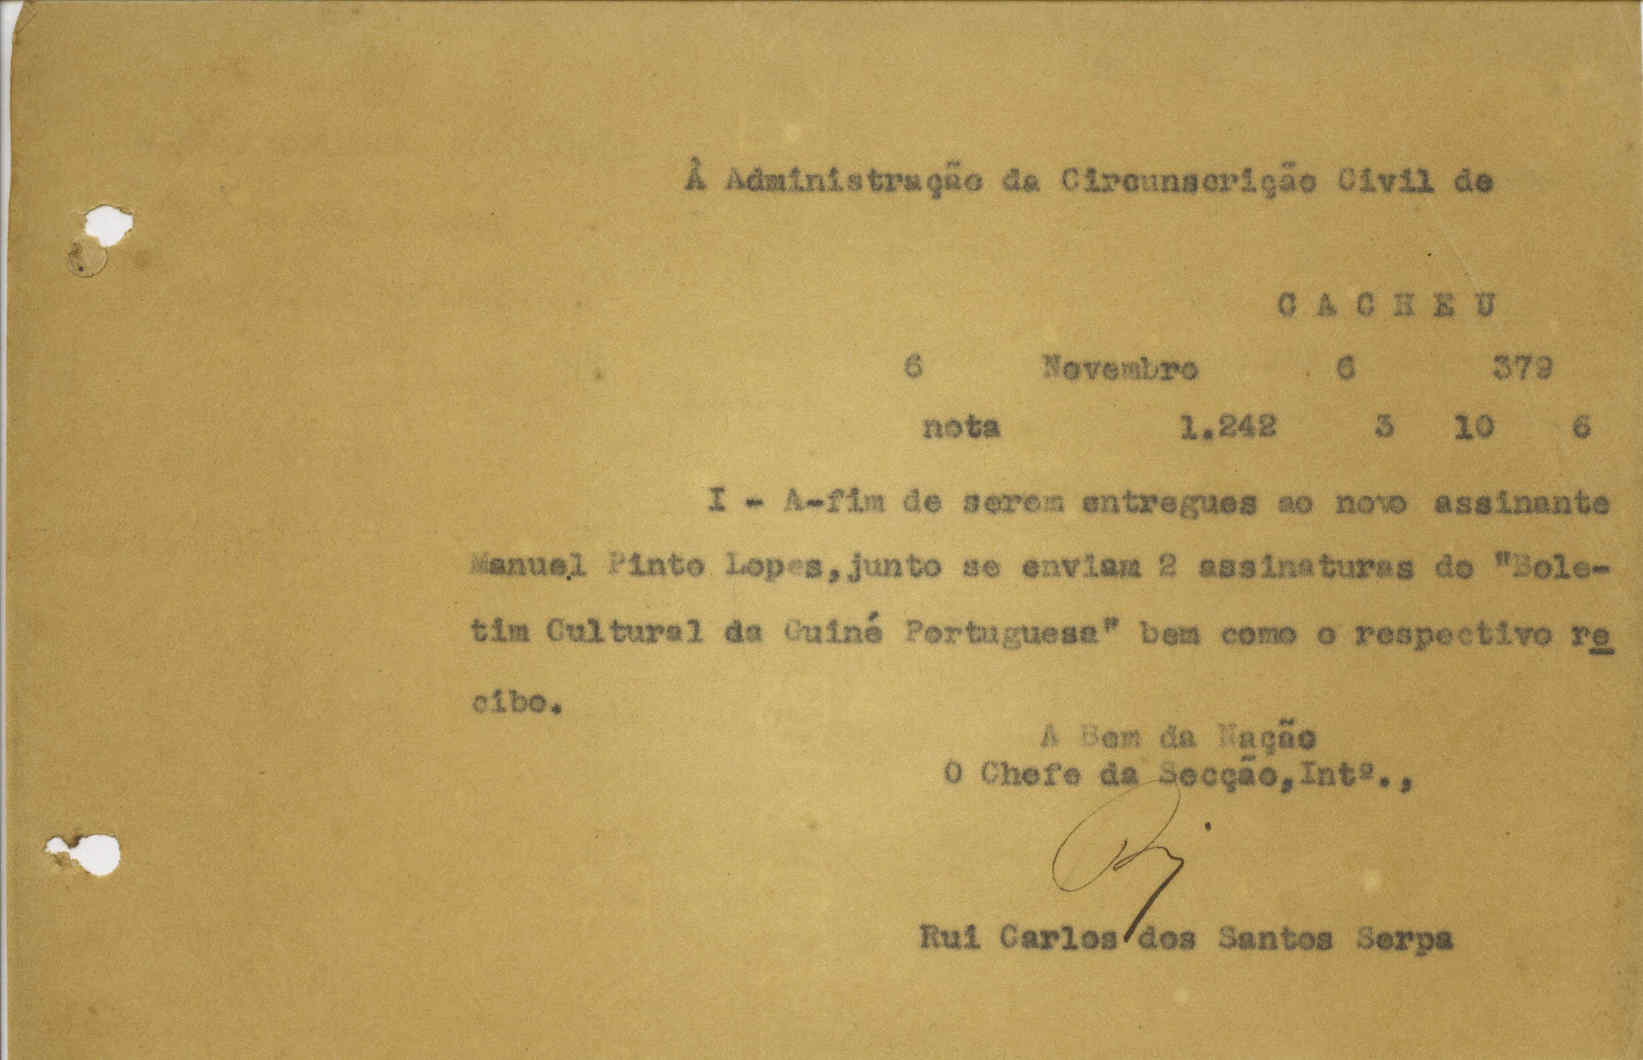 À Administração da Circunscrição Civil de
C A C H E U
6 Novembro 6 379
nota 1.242 3 10 6
I - A-fim de serem entregues ao novo assinante
Manuel Pinto Lopes, junto se enviam 2 assinaturas do "Bole-
tim Cultural da Guiné Portuguesa" bem como o respectivo re
cibo.
A Bem da Nação
O Chefe da Secção, Intº.,
Rui Carlos dos Santos Serpa